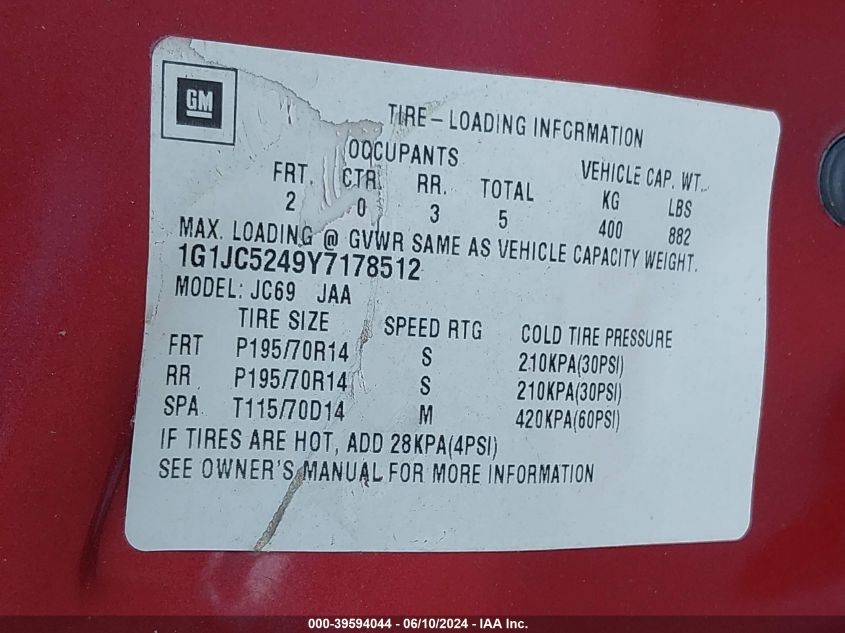 GM
TIRE-LOADING INFORMATION
OCCUPANTS VEHICLE CAP. WT.
FRT. CTR. RR. TOTAL KG LBS
2 0 3 5 400 882
MAX. LOADING @ GVWR SAME AS VEHICLE CAPACITY WEIGHT.
1G1JC5249Y7178512
MODEL: JC69 JAA
TIRE SIZE SPEED RTG COLD TIRE PRESSURE
FRT P195/70R14 S 210KPA(30PSI)
RR P195/70R14 S 210KPA(30PSI)
SPA T115/70D14 M 420KPA(60PSI)
IF TIRES ARE HOT, ADD 28KPA(4PSI)
SEE OWNER'S MANUAL FOR MORE INFORMATION
000-39594044 - 06/10/2024 - IAA Inc.